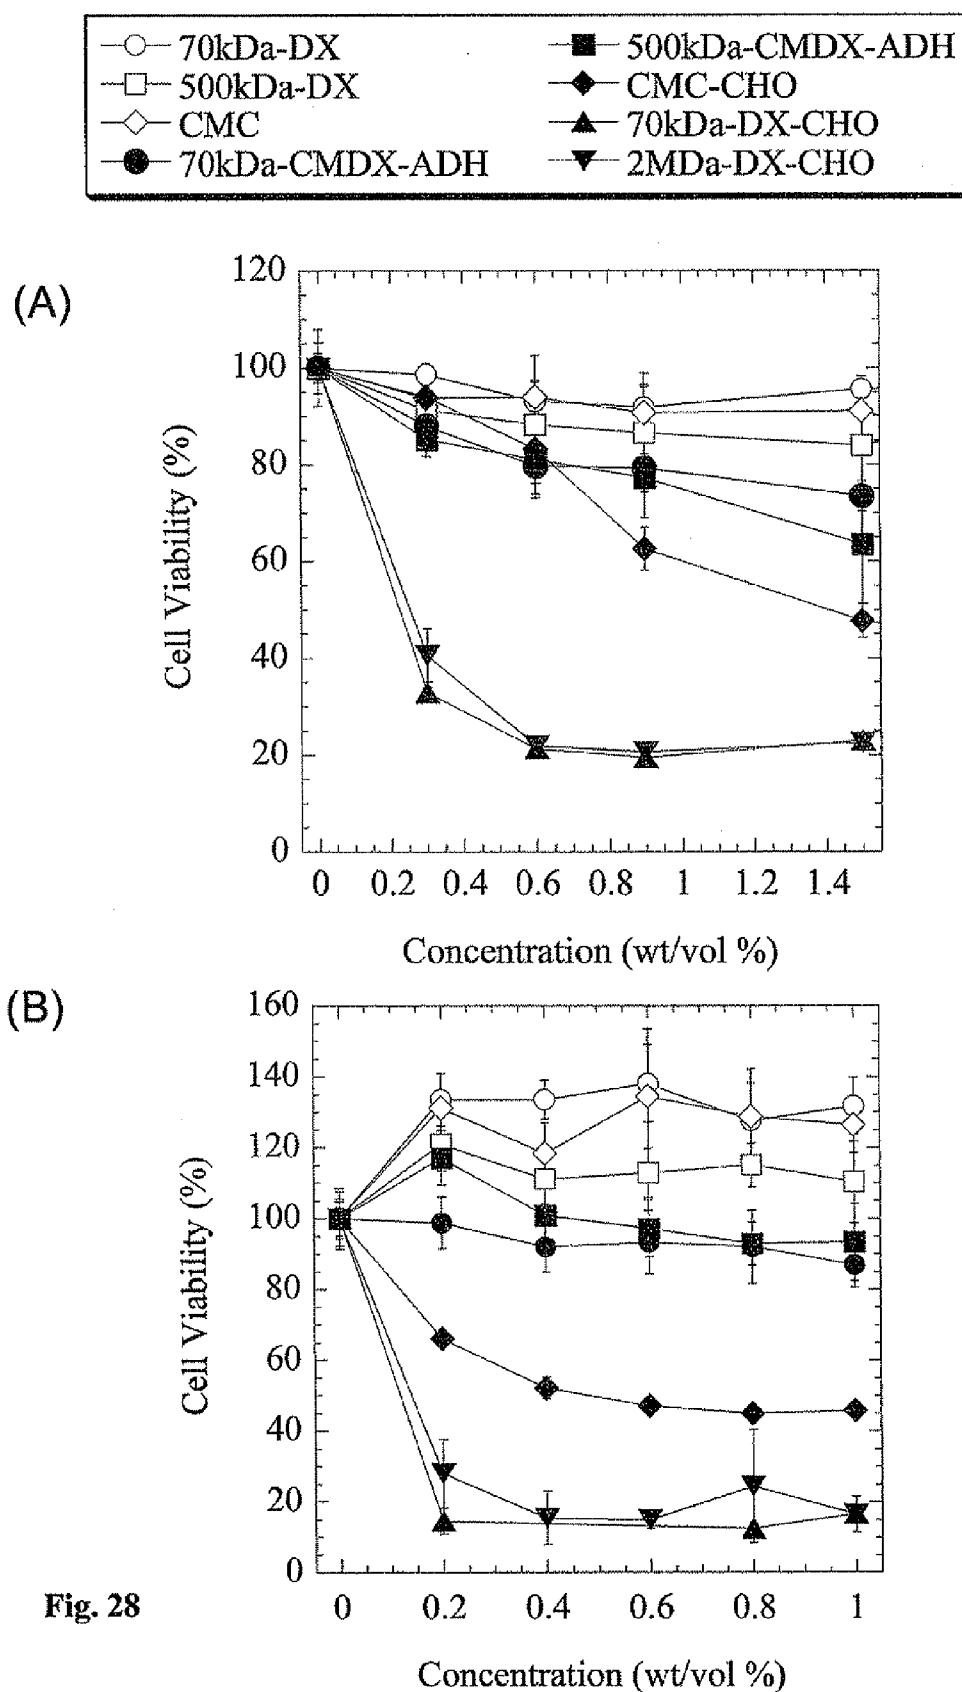 70kDa-DX
500kDa-DX
CMC
70kDa-CMDX-ADH
500kDa-CMDX-ADH
CMC-CHO
70kDa-DX-CHO
2MDa-DX-CHO
(A)
120
100
80
60
40
20
0
Cell Viability (%)
0 0.2 0.4 0.6 0.8 1 1.2 1.4
Concentration (wt/vol %)
(B)
160
140
120
100
80
60
40
20
0
Cell Viability (%)
0 0.2 0.4 0.6 0.8 1
Concentration (wt/vol %)
Fig. 28